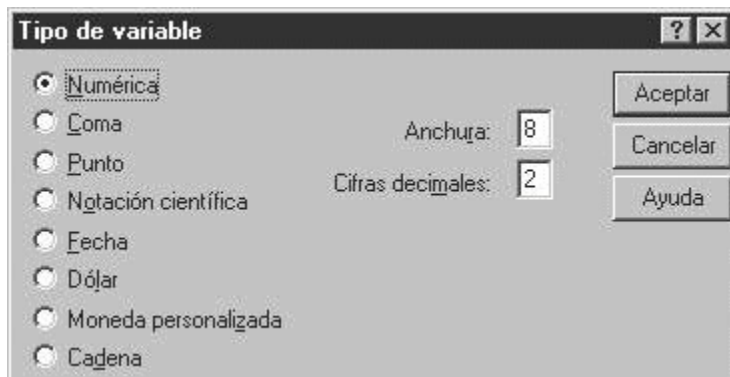 Tipo de variable
Numérica
Coma
Punto
Notación científica
Fecha
Dólar
Moneda personalizada
Cadena
Anchura: 8
Cifras decimales: 2
Aceptar
Cancelar
Ayuda